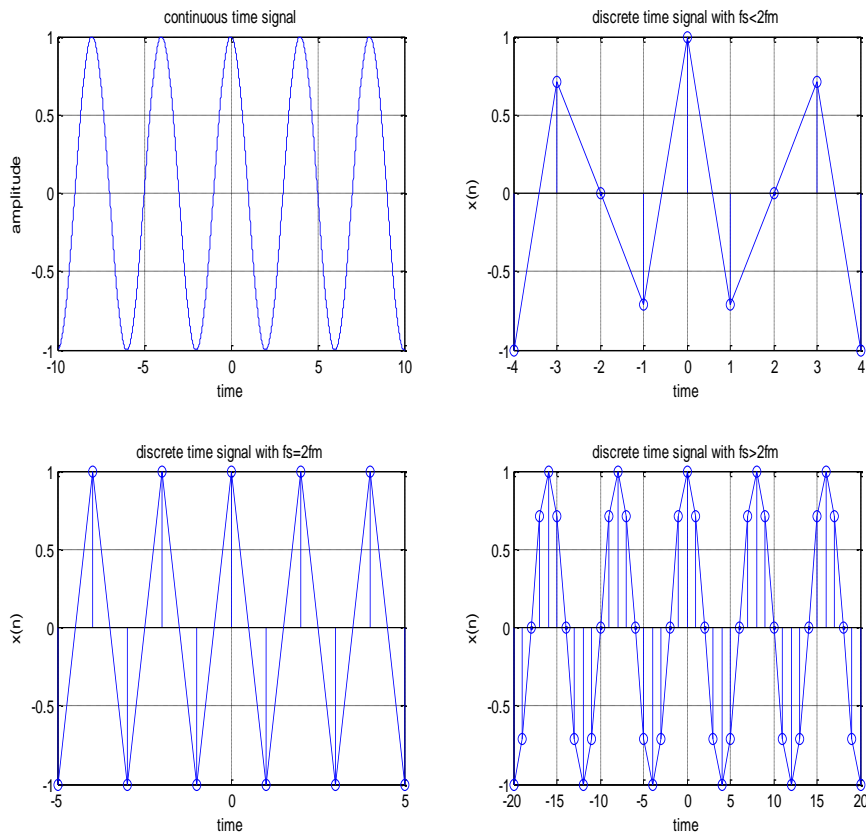 continuous time signal
1
0.5
0
-0.5
-1
amplitude
-10 -5 0 5 10
time
discrete time signal with fs<2fm
1
0.5
0
-0.5
-1
x(n)
-4 -3 -2 -1 0 1 2 3 4
time
discrete time signal with fs=2fm
1
0.5
0
-0.5
-1
x(n)
-5 0 5
time
discrete time signal with fs>2fm
1
0.5
0
-0.5
-1
x(n)
-20 -15 -10 -5 0 5 10 15 20
time